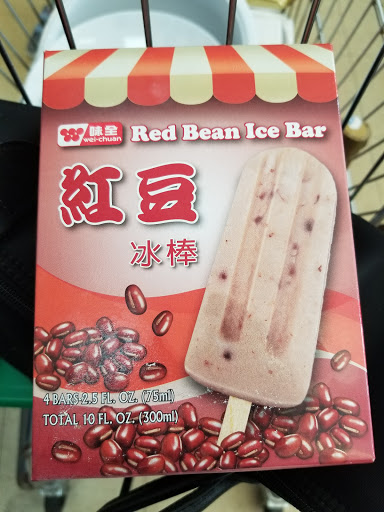 味全
wei-chuan
Red Bean Ice Bar
紅豆
冰棒
4 BARS 2.5 FL. OZ. (75ml)
TOTAL 10 FL. OZ. (300ml)